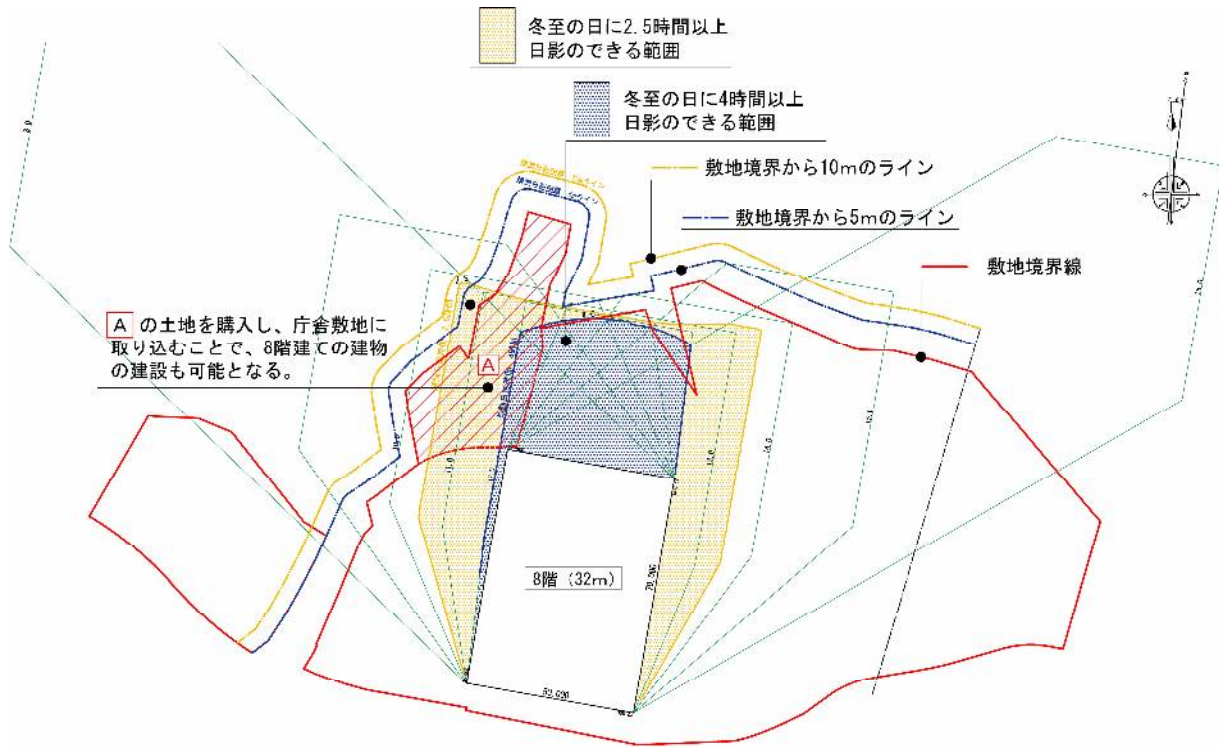 冬至の日に2.5時間以上
日影のできる範囲
冬至の日に4時間以上
日影のできる範囲
敷地境界から10mのライン
敷地境界から5mのライン
敷地境界線
A の土地を購入し、庁舎敷地に
取り込むことで、8階建ての建物
の建設も可能となる。
A
8階（32m）
70,000
50,000